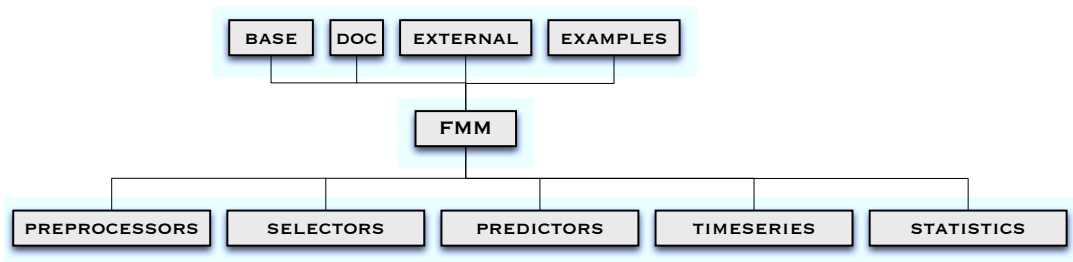 BASE DOC EXTERNAL EXAMPLES
FMM
PREPROCESSORS SELECTORS PREDICTORS TIMESERIES STATISTICS